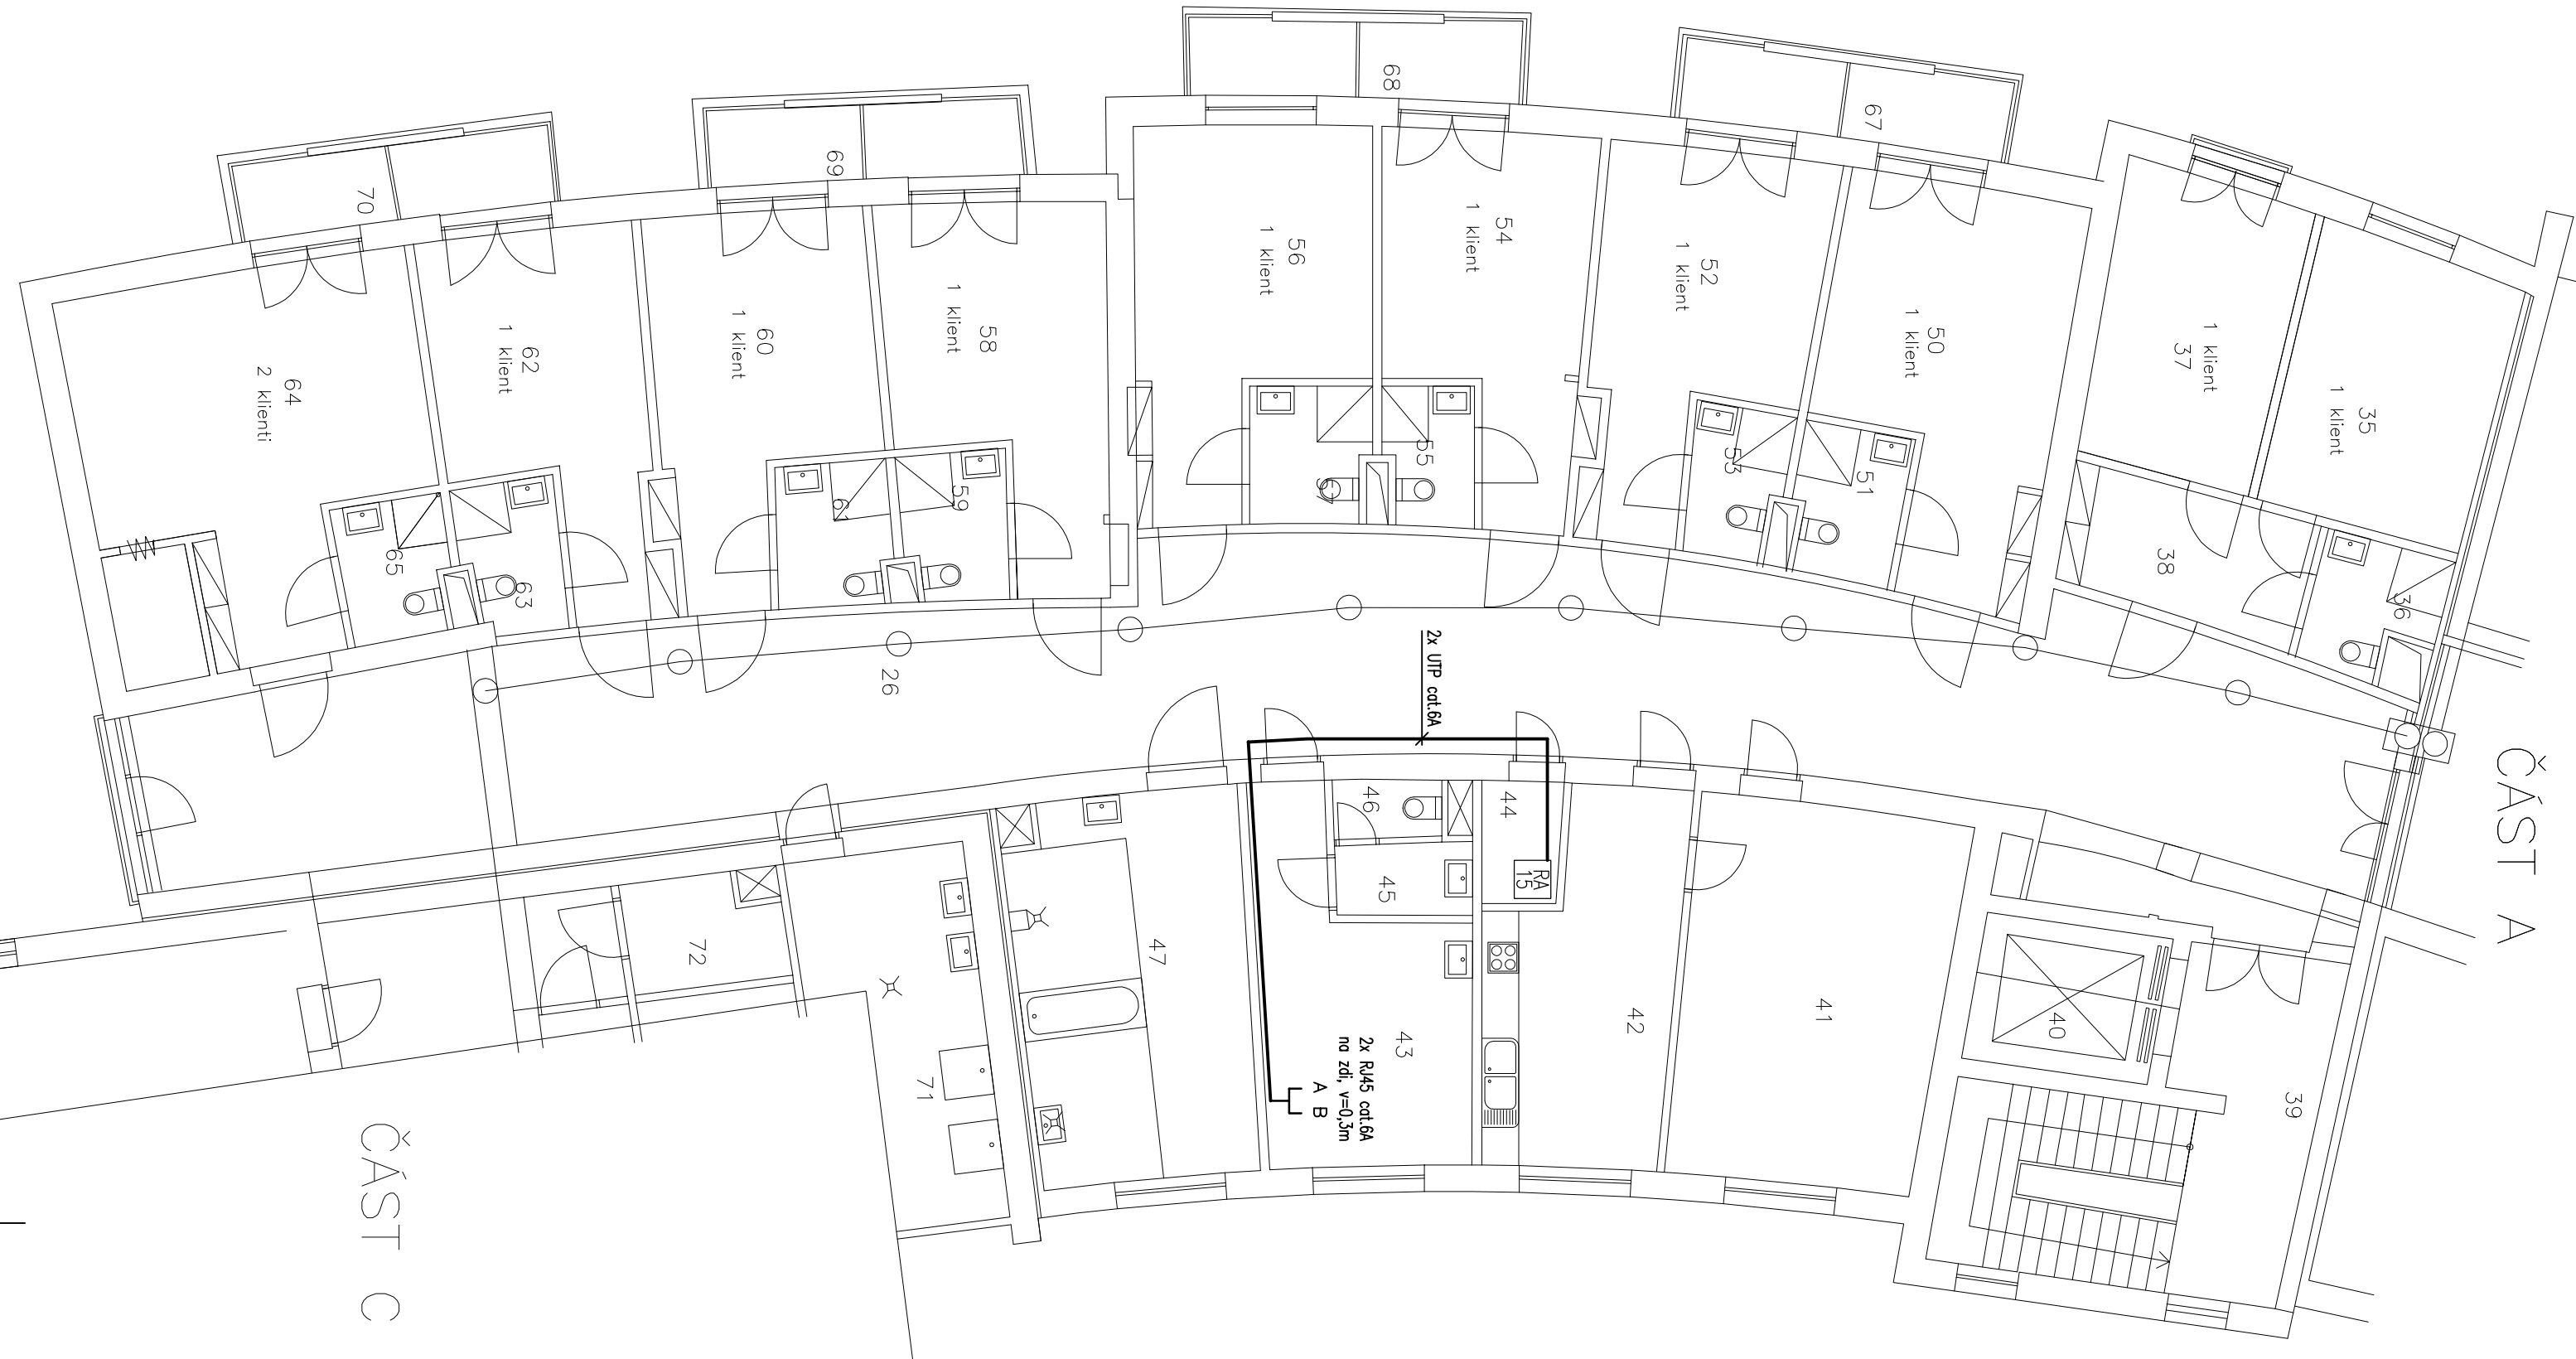 ČÁST A
ČÁST C
68
67
69
70
56
1 klient
54
1 klient
52
1 klient
50
1 klient
1 klient
37
35
1 klient
58
1 klient
60
1 klient
62
1 klient
64
2 klienti
55
53
51
38
36
59
65
63
26
2x UTP cat.6A
46
44
45
RA
15
47
72
71
43
42
41
40
39
2x RJ45 cat.6A
na zdi, v=0,3m
A B